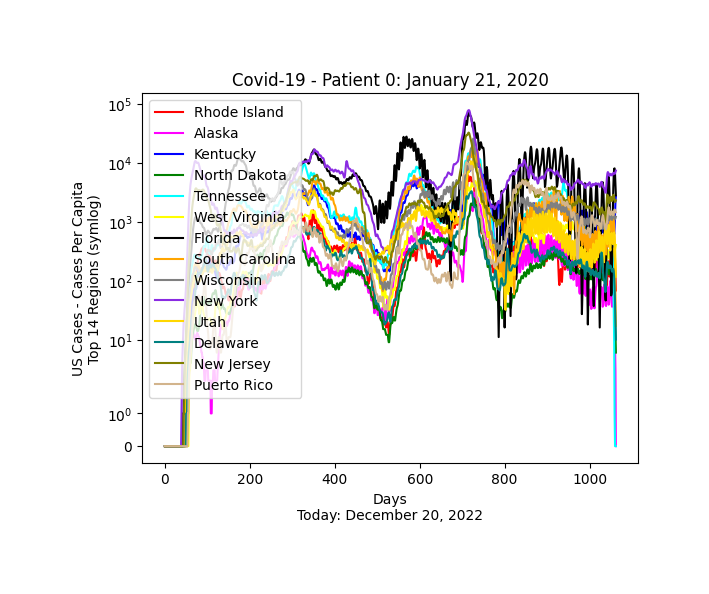 Covid-19 - Patient 0: January 21, 2020
US Cases - Cases Per Capita
Top 14 Regions (symlog)
10^5
10^4
10^3
10^2
10^1
10^0
0
Rhode Island
Alaska
Kentucky
North Dakota
Tennessee
West Virginia
Florida
South Carolina
Wisconsin
New York
Utah
Delaware
New Jersey
Puerto Rico
0 200 400 600 800 1000
Days
Today: December 20, 2022